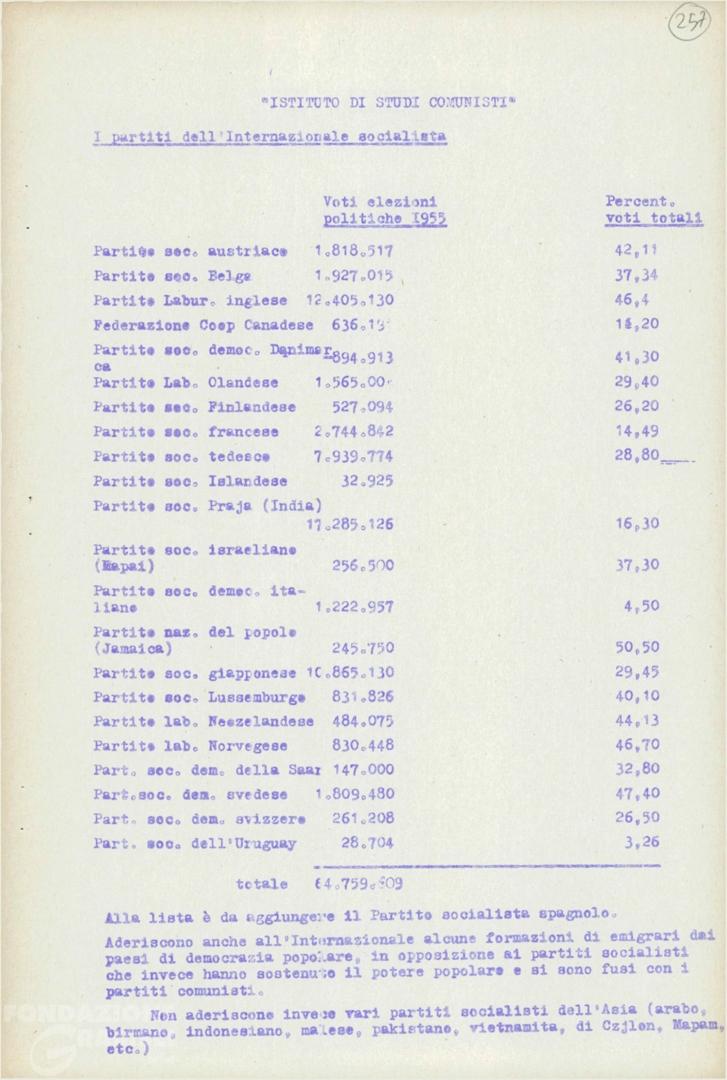 257
"ISTITUTO DI STUDI COMUNISTI"
I partiti dell'Internazionale socialista
Voti elezioni Percent.
politiche 1955 voti totali
Partito soc. austriaco 1.818.517 42,11
Partito soc. Belga 1.927.015 37,34
Partito Labur. inglese 12.405.130 46,4
Federazione Coop Canadese 11,20
Partito soc. democ. Danimar
ca 894.913 41,30
Partito Lab. Olandese 29,40
Partito soc. Finlandese 527.094 26,20
Partito soc. francese 2.744.842 14,49
Partito soc. tedesco 7.939.774 28,80
Partito soc. Islandese 32.925
Partito soc. Praja (India)
17.285.126 16,30
Partito soc. israeliano
(Mapai) 256.500 37,30
Partito soc. democ. ita-
liano 1.222.957 4,50
Partito naz. del popolo
(Jamaica) 245.750 50,50
Partito soc. giapponese 10.865.130 29,45
Partito soc. Lussemburgo 831.826 40,10
Partito lab. Neozelandese 484.075 44,13
Partito lab. Norvegese 830.448 46,70
Part. soc. dem. della Saar 147.000 32,80
Part.soc. dem. svedese 1.809.480 47,40
Part. soc. dem. svizzero 261.208 26,50
Part. soc. dell'Uruguay 28.704 3,26
totale
Alla lista è da aggiungere il Partito socialista spagnolo.
Aderiscono anche all'Internazionale alcune formazioni di emigrari dai
paesi di democrazia popolare, in opposizione ai partiti socialisti
che invece hanno sostenuto il potere popolare e si sono fusi con i
partiti comunisti.
Non aderiscone invece vari partiti socialisti dell'Asia (arabo,
birmano, indonesiano, malese, pakistano, vietnamita, di Czjlon, Mapam,
etc.)
FONDAZIO